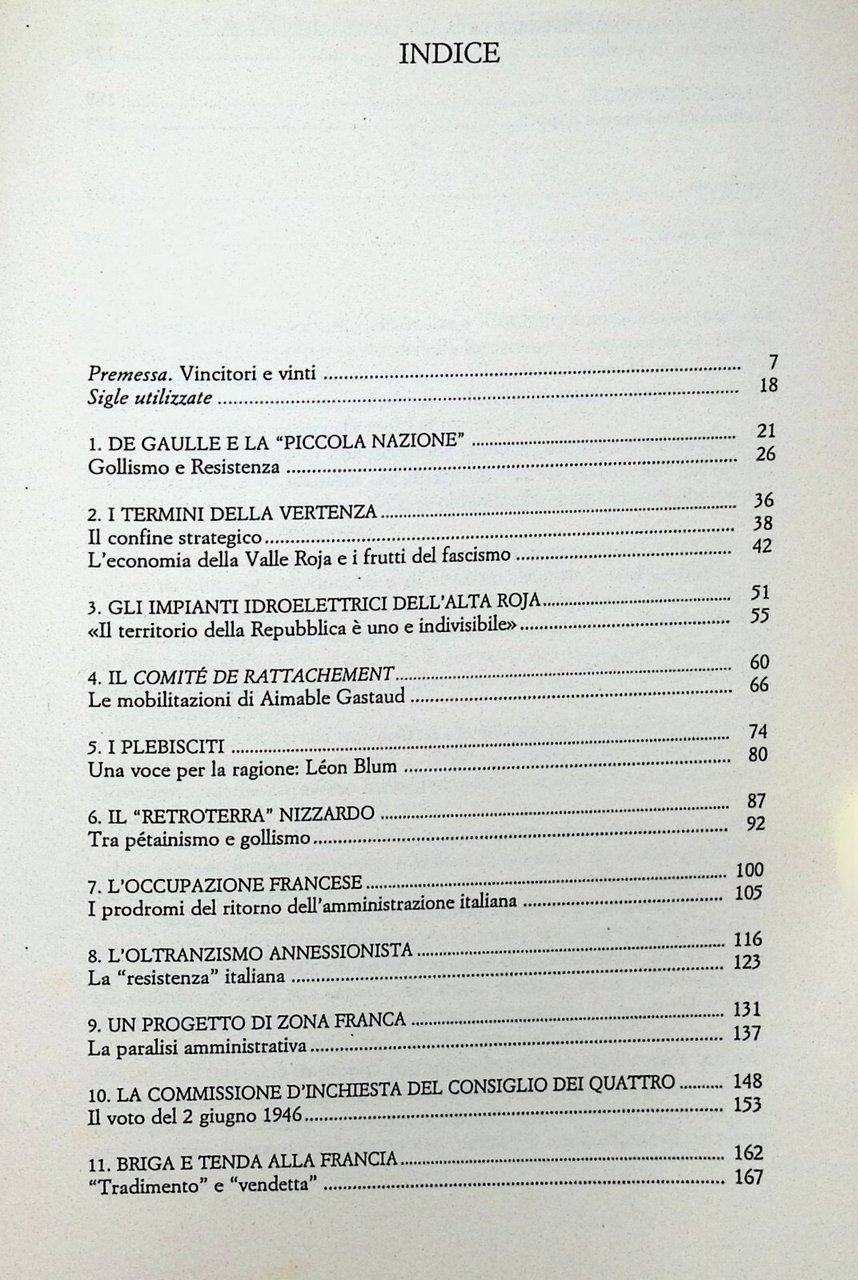 INDICE
Premessa. Vincitori e vinti ........ 7
Sigle utilizzate ........ 18
1. DE GAULLE E LA “PICCOLA NAZIONE” ........ 21
Gollismo e Resistenza ........ 26
2. I TERMINI DELLA VERTENZA ........ 36
Il confine strategico ........ 38
L’economia della Valle Roja e i frutti del fascismo ........ 42
3. GLI IMPIANTI IDROELETTRICI DELL’ALTA ROJA ........ 51
«Il territorio della Repubblica è uno e indivisibile» ........ 55
4. IL COMITÉ DE RATTACHEMENT ........ 60
Le mobilitazioni di Aimable Gastaud ........ 66
5. I PLEBISCITI ........ 74
Una voce per la ragione: Léon Blum ........ 80
6. IL “RETROTERRA” NIZZARDO ........ 87
Tra pétainismo e gollismo ........ 92
7. L’OCCUPAZIONE FRANCESE ........ 100
I prodromi del ritorno dell’amministrazione italiana ........ 105
8. L’OLTRANZISMO ANNESSIONISTA ........ 116
La “resistenza” italiana ........ 123
9. UN PROGETTO DI ZONA FRANCA ........ 131
La paralisi amministrativa ........ 137
10. LA COMMISSIONE D’INCHIESTA DEL CONSIGLIO DEI QUATTRO ........ 148
Il voto del 2 giugno 1946 ........ 153
11. BRIGA E TENDA ALLA FRANCIA ........ 162
“Tradimento” e “vendetta” ........ 167